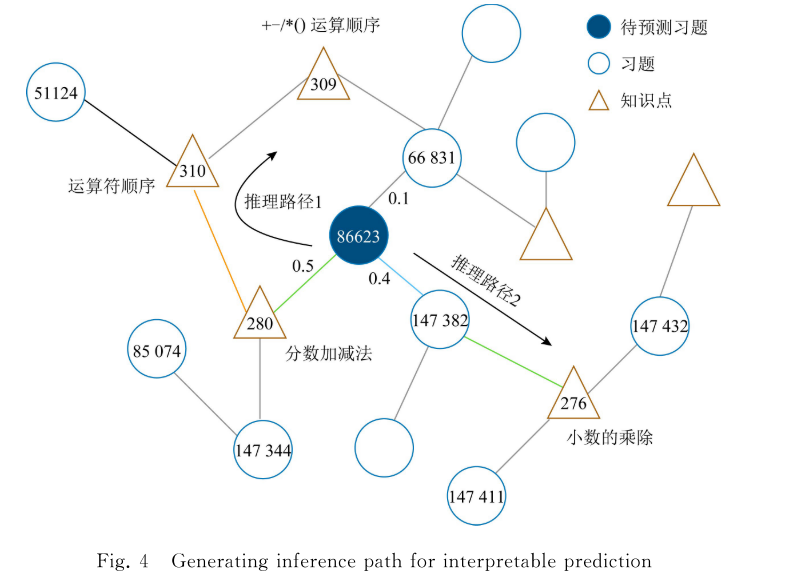 +−/*() 运算顺序
待预测习题
习题
知识点
51124
309
310
66 831
运算符顺序
推理路径1
0.1
86623
0.5
0.4
推理路径2
280
147 382
147 432
85 074
分数加减法
276
小数的乘除
147 344
147 411
Fig. 4 Generating inference path for interpretable prediction